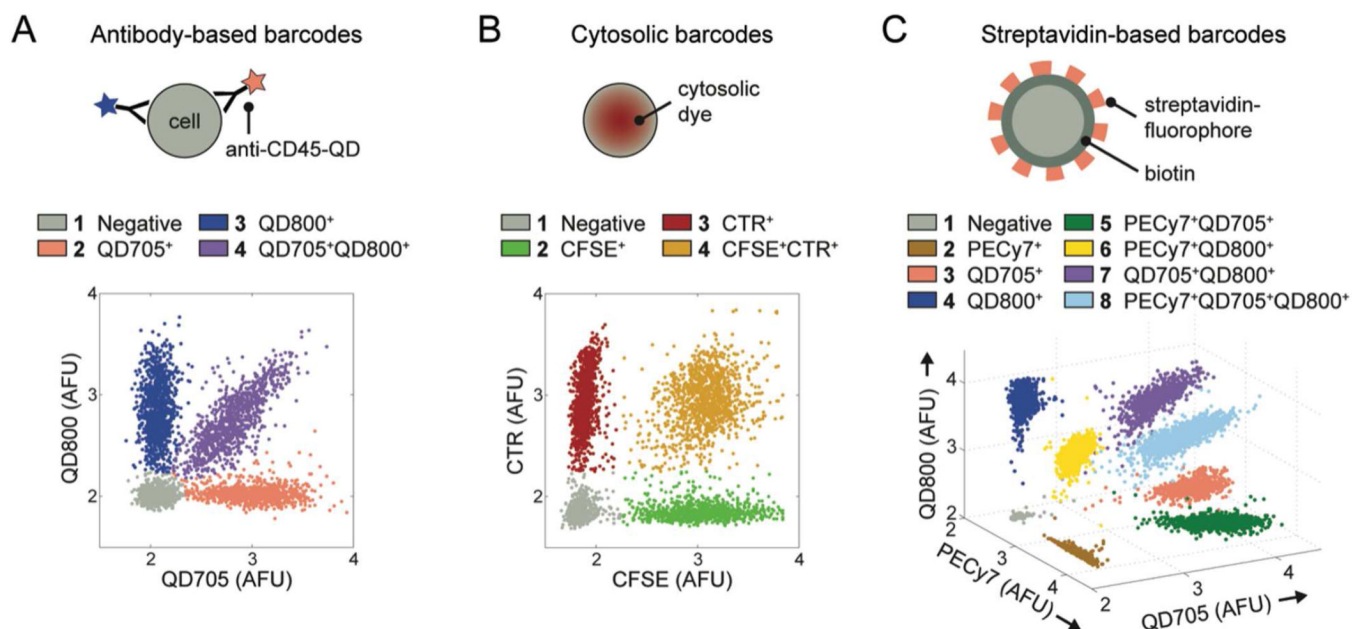 A Antibody-based barcodes
cell
anti-CD45-QD
1 Negative 3 QD800⁺
2 QD705⁺ 4 QD705⁺QD800⁺
4
3
2
QD800 (AFU)
2 3 4
QD705 (AFU)
B Cytosolic barcodes
cytosolic
dye
1 Negative 3 CTR⁺
2 CFSE⁺ 4 CFSE⁺CTR⁺
4
3
2
CTR (AFU)
2 3 4
CFSE (AFU)
C Streptavidin-based barcodes
streptavidin-
fluorophore
biotin
1 Negative 5 PECy7⁺QD705⁺
2 PECy7⁺ 6 PECy7⁺QD800⁺
3 QD705⁺ 7 QD705⁺QD800⁺
4 QD800⁺ 8 PECy7⁺QD705⁺QD800⁺
4
3
2
QD800 (AFU)
3
4
PECy7 (AFU)
2 3 4
QD705 (AFU)